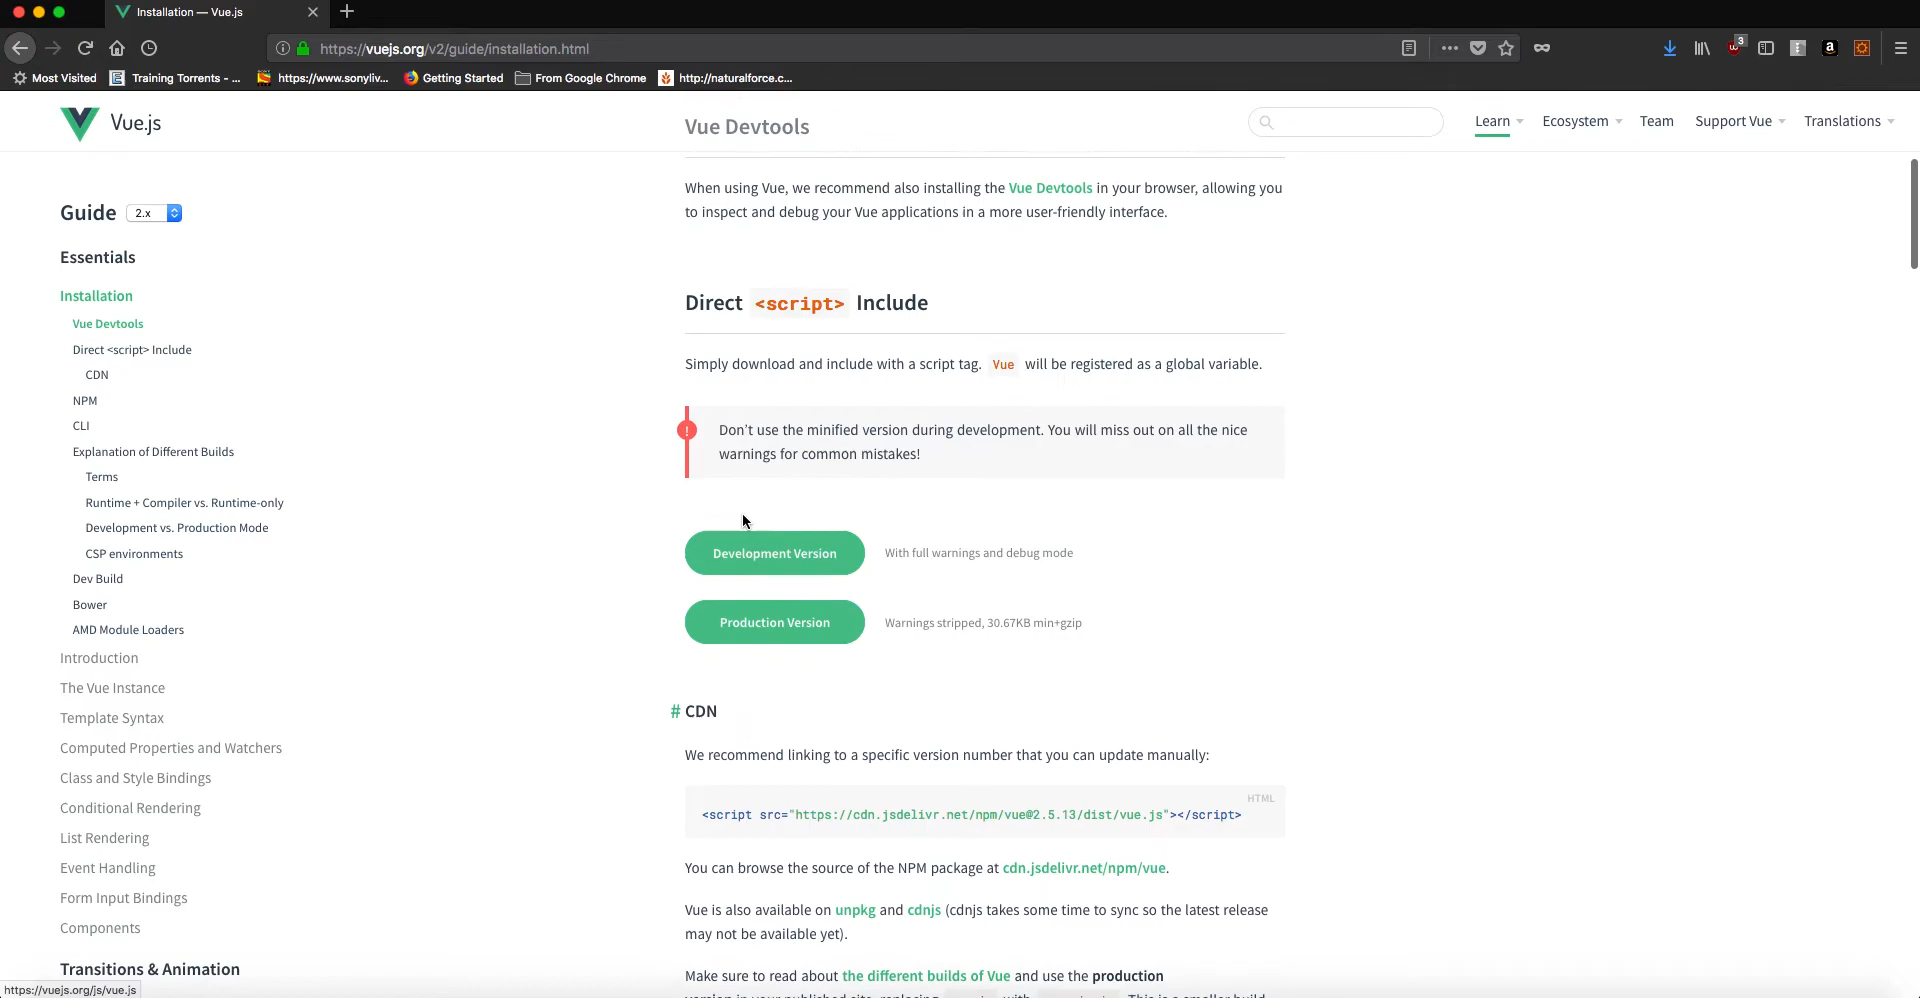 Installation — Vue.js
https://vuejs.org/v2/guide/installation.html
3
a
Most Visited
Training Torrents - ...
https://www.sonyliv...
Getting Started
From Google Chrome
http://naturalforce.c...
Vue.js
Vue Devtools
Learn
Ecosystem
Team
Support Vue
Translations
Guide 2.x
Essentials
Installation
Vue Devtools
Direct <script> Include
CDN
NPM
CLI
Explanation of Different Builds
Terms
Runtime + Compiler vs. Runtime-only
Development vs. Production Mode
CSP environments
Dev Build
Bower
AMD Module Loaders
Introduction
The Vue Instance
Template Syntax
Computed Properties and Watchers
Class and Style Bindings
Conditional Rendering
List Rendering
Event Handling
Form Input Bindings
Components
Transitions & Animation
https://vuejs.org/js/vue.js
When using Vue, we recommend also installing the Vue Devtools in your browser, allowing you
to inspect and debug your Vue applications in a more user-friendly interface.
Direct <script> Include
Simply download and include with a script tag. Vue will be registered as a global variable.
! Don’t use the minified version during development. You will miss out on all the nice
warnings for common mistakes!
Development Version With full warnings and debug mode
Production Version Warnings stripped, 30.67KB min+gzip
# CDN
We recommend linking to a specific version number that you can update manually:
HTML
<script src="https://cdn.jsdelivr.net/npm/vue@2.5.13/dist/vue.js"></script>
You can browse the source of the NPM package at cdn.jsdelivr.net/npm/vue.
Vue is also available on unpkg and cdnjs (cdnjs takes some time to sync so the latest release
may not be available yet).
Make sure to read about the different builds of Vue and use the production